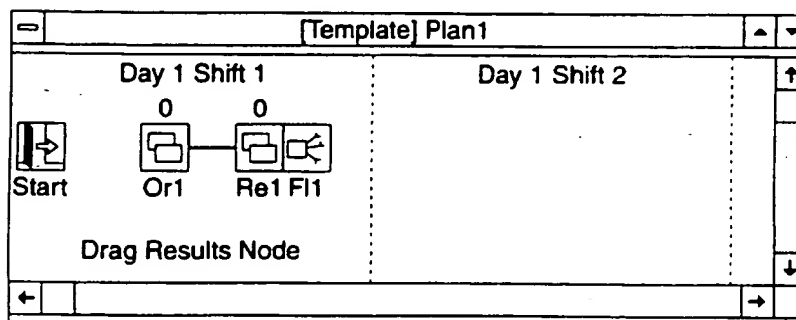 [Template] Plan1
Day 1 Shift 1 Day 1 Shift 2
0 0
Start Or1 Re1 Fl1
Drag Results Node